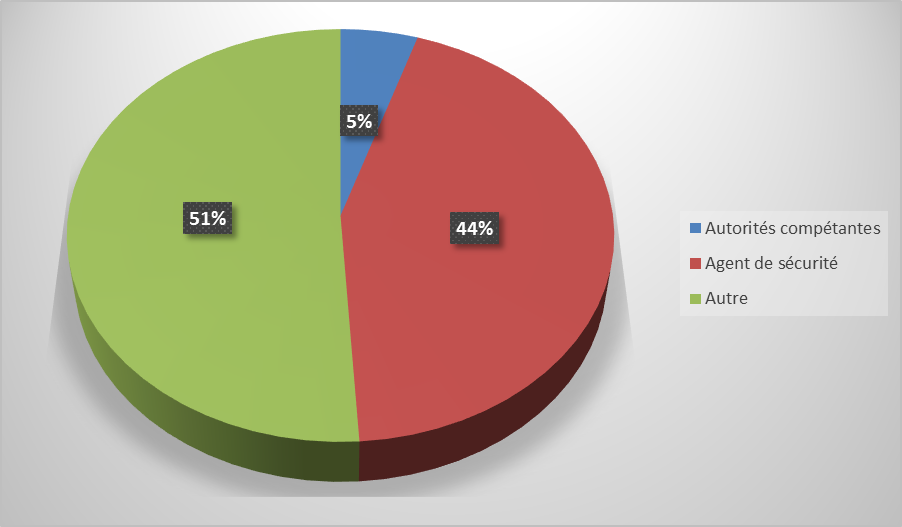 5%
51%
44%
Autorités compétantes
Agent de sécurité
Autre